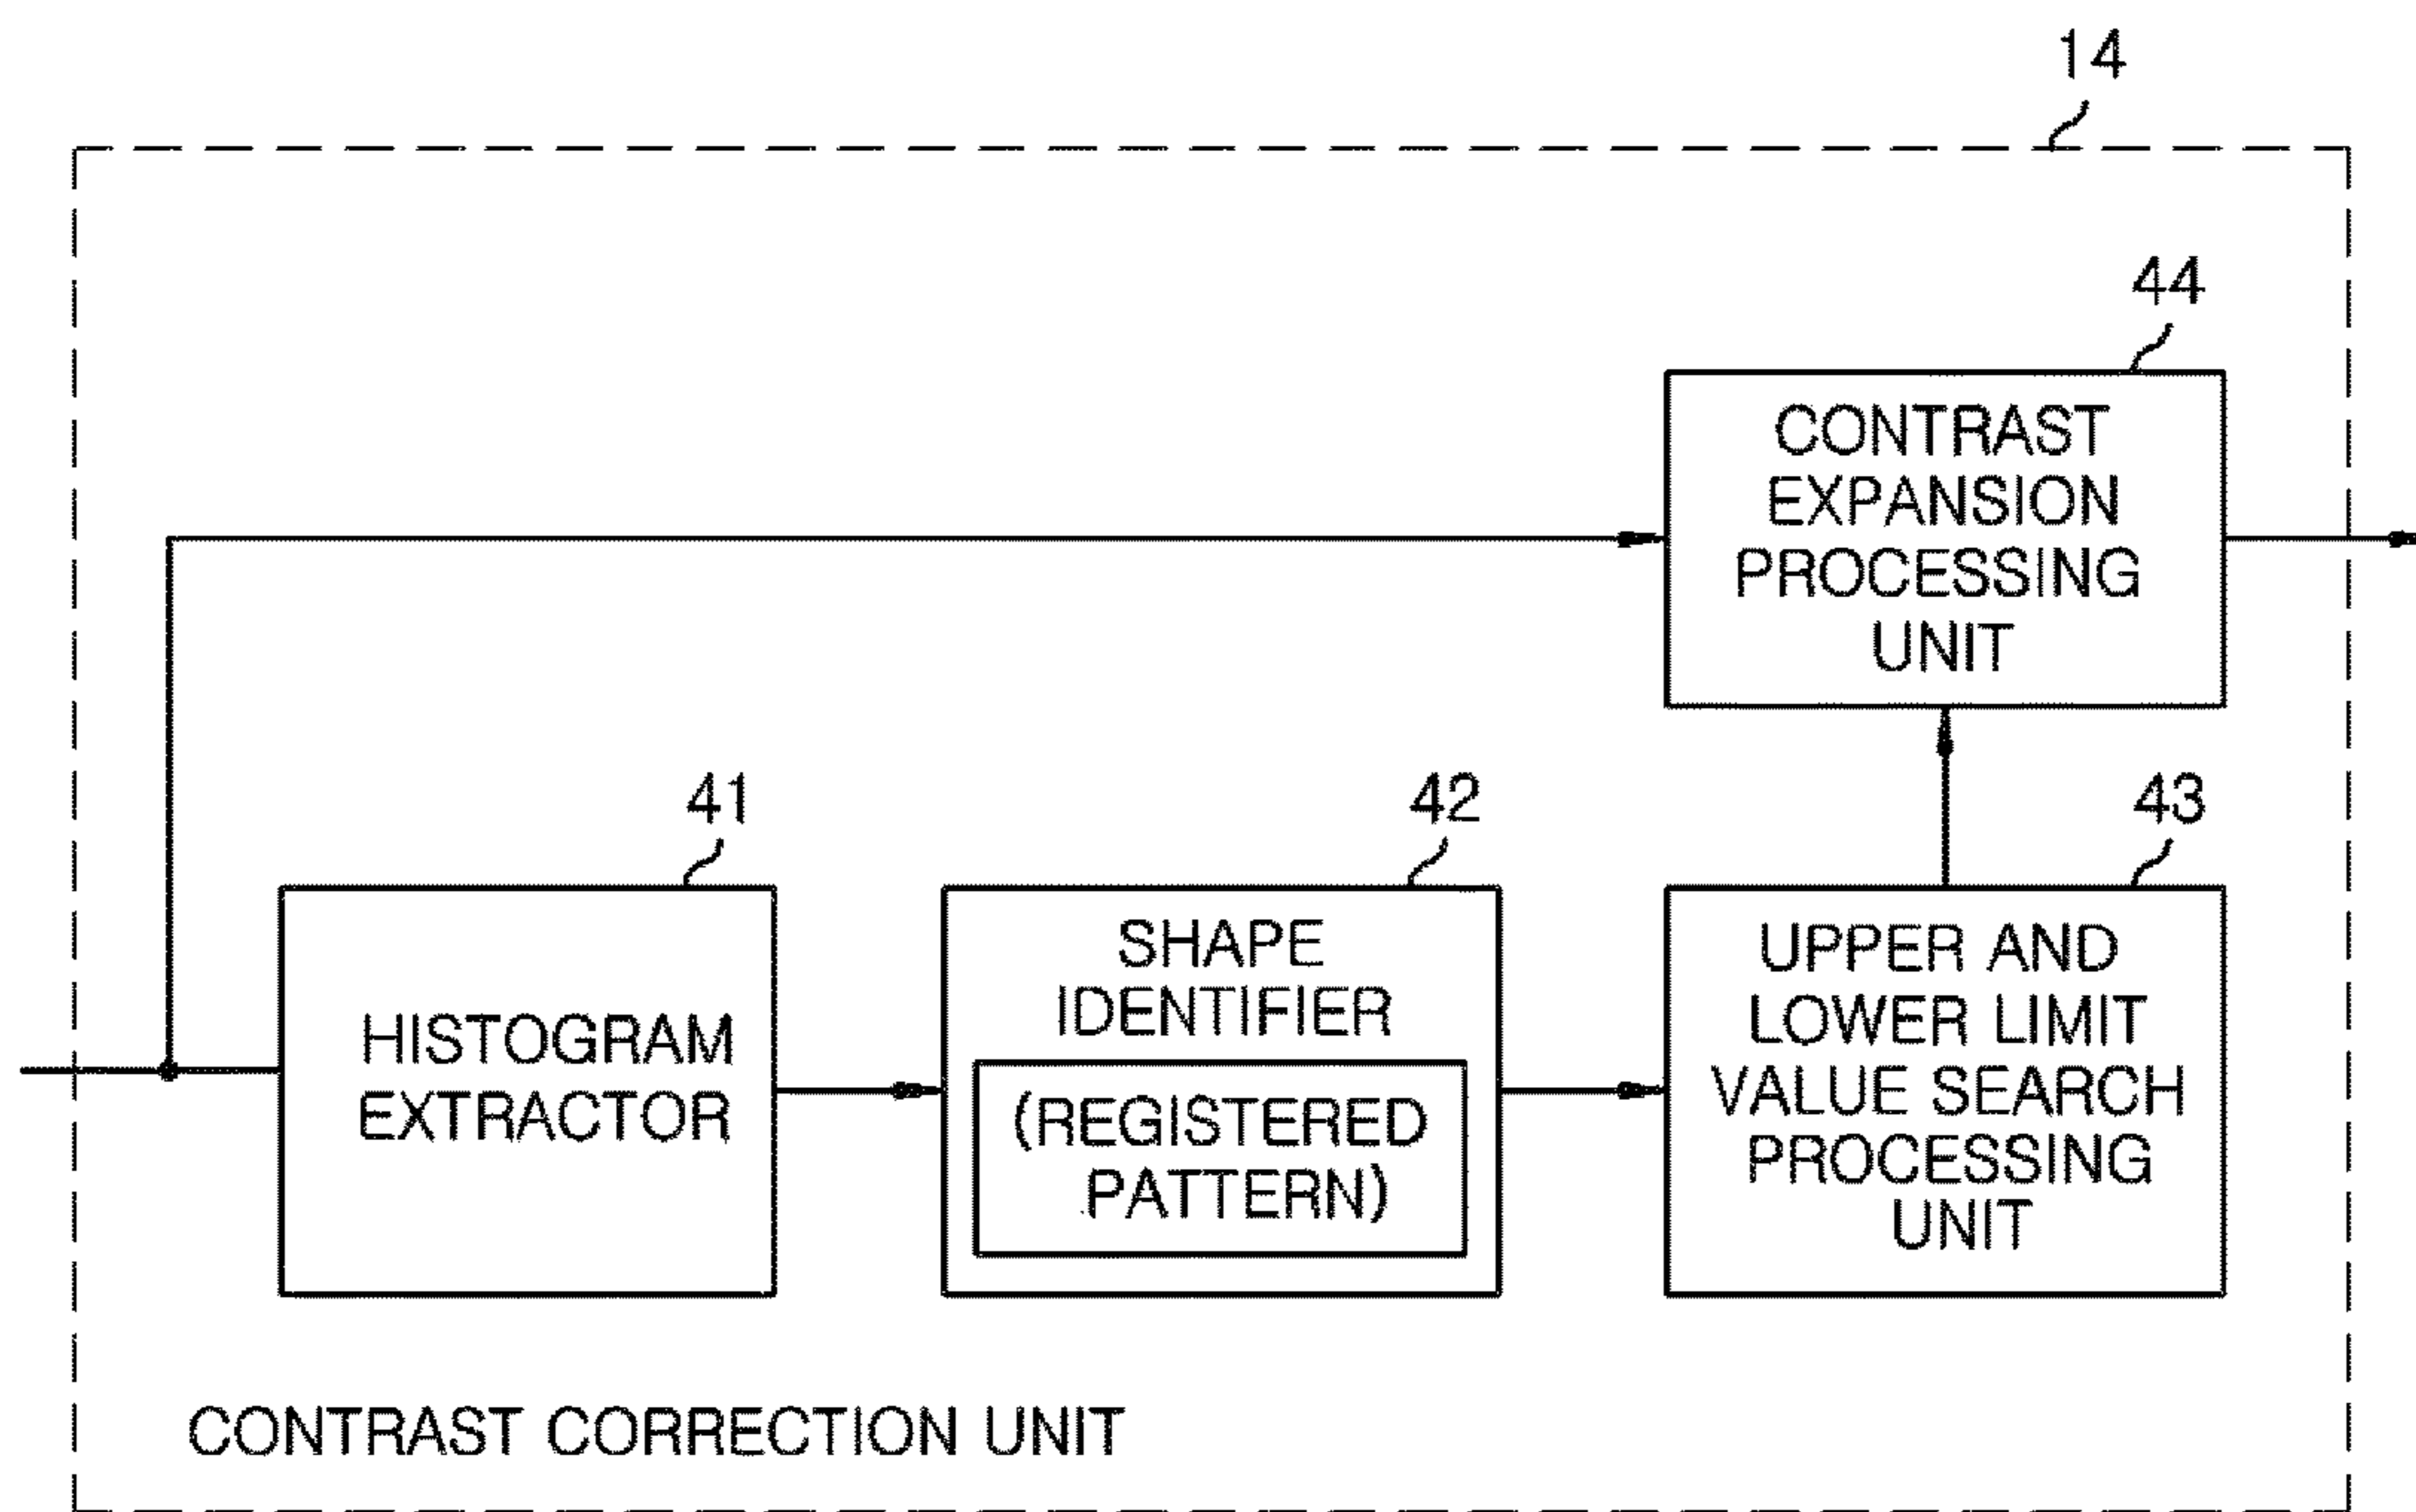 14
44
CONTRAST
EXPANSION
PROCESSING
UNIT
41
HISTOGRAM
EXTRACTOR
42
SHAPE
IDENTIFIER
(REGISTERED
PATTERN)
43
UPPER AND
LOWER LIMIT
VALUE SEARCH
PROCESSING
UNIT
CONTRAST CORRECTION UNIT